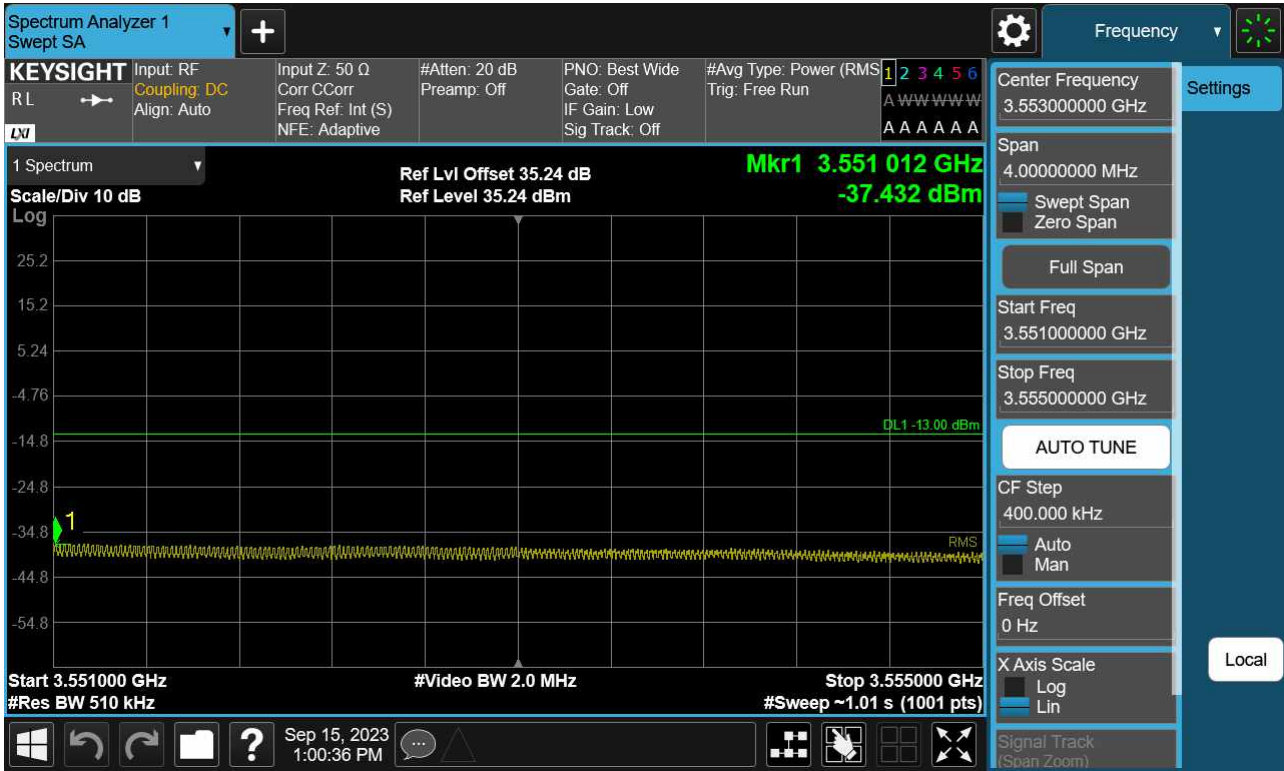 Spectrum Analyzer 1
Swept SA
+
Frequency
KEYSIGHT
R L
LXI
Input: RF
Coupling: DC
Align: Auto
Input Z: 50 Ω
Corr CCorr
Freq Ref: Int (S)
NFE: Adaptive
#Atten: 20 dB
Preamp: Off
PNO: Best Wide
Gate: Off
IF Gain: Low
Sig Track: Off
#Avg Type: Power (RMS
Trig: Free Run
1 2 3 4 5 6
A W W W W W
A A A A A A
1 Spectrum
Scale/Div 10 dB
Log
Ref Lvl Offset 35.24 dB
Ref Level 35.24 dBm
Mkr1 3.551 012 GHz
-37.432 dBm
25.2
15.2
5.24
-4.76
-14.8
-24.8
-34.8
-44.8
-54.8
DL1 -13.00 dBm
1
RMS
Start 3.551000 GHz
#Res BW 510 kHz
#Video BW 2.0 MHz
Stop 3.555000 GHz
#Sweep ~1.01 s (1001 pts)
Center Frequency
3.553000000 GHz
Span
4.00000000 MHz
Swept Span
Zero Span
Full Span
Start Freq
3.551000000 GHz
Stop Freq
3.555000000 GHz
AUTO TUNE
CF Step
400.000 kHz
Auto
Man
Freq Offset
0 Hz
X Axis Scale
Log
Lin
Signal Track
(Span Zoom)
Settings
Local
?
Sep 15, 2023
1:00:36 PM